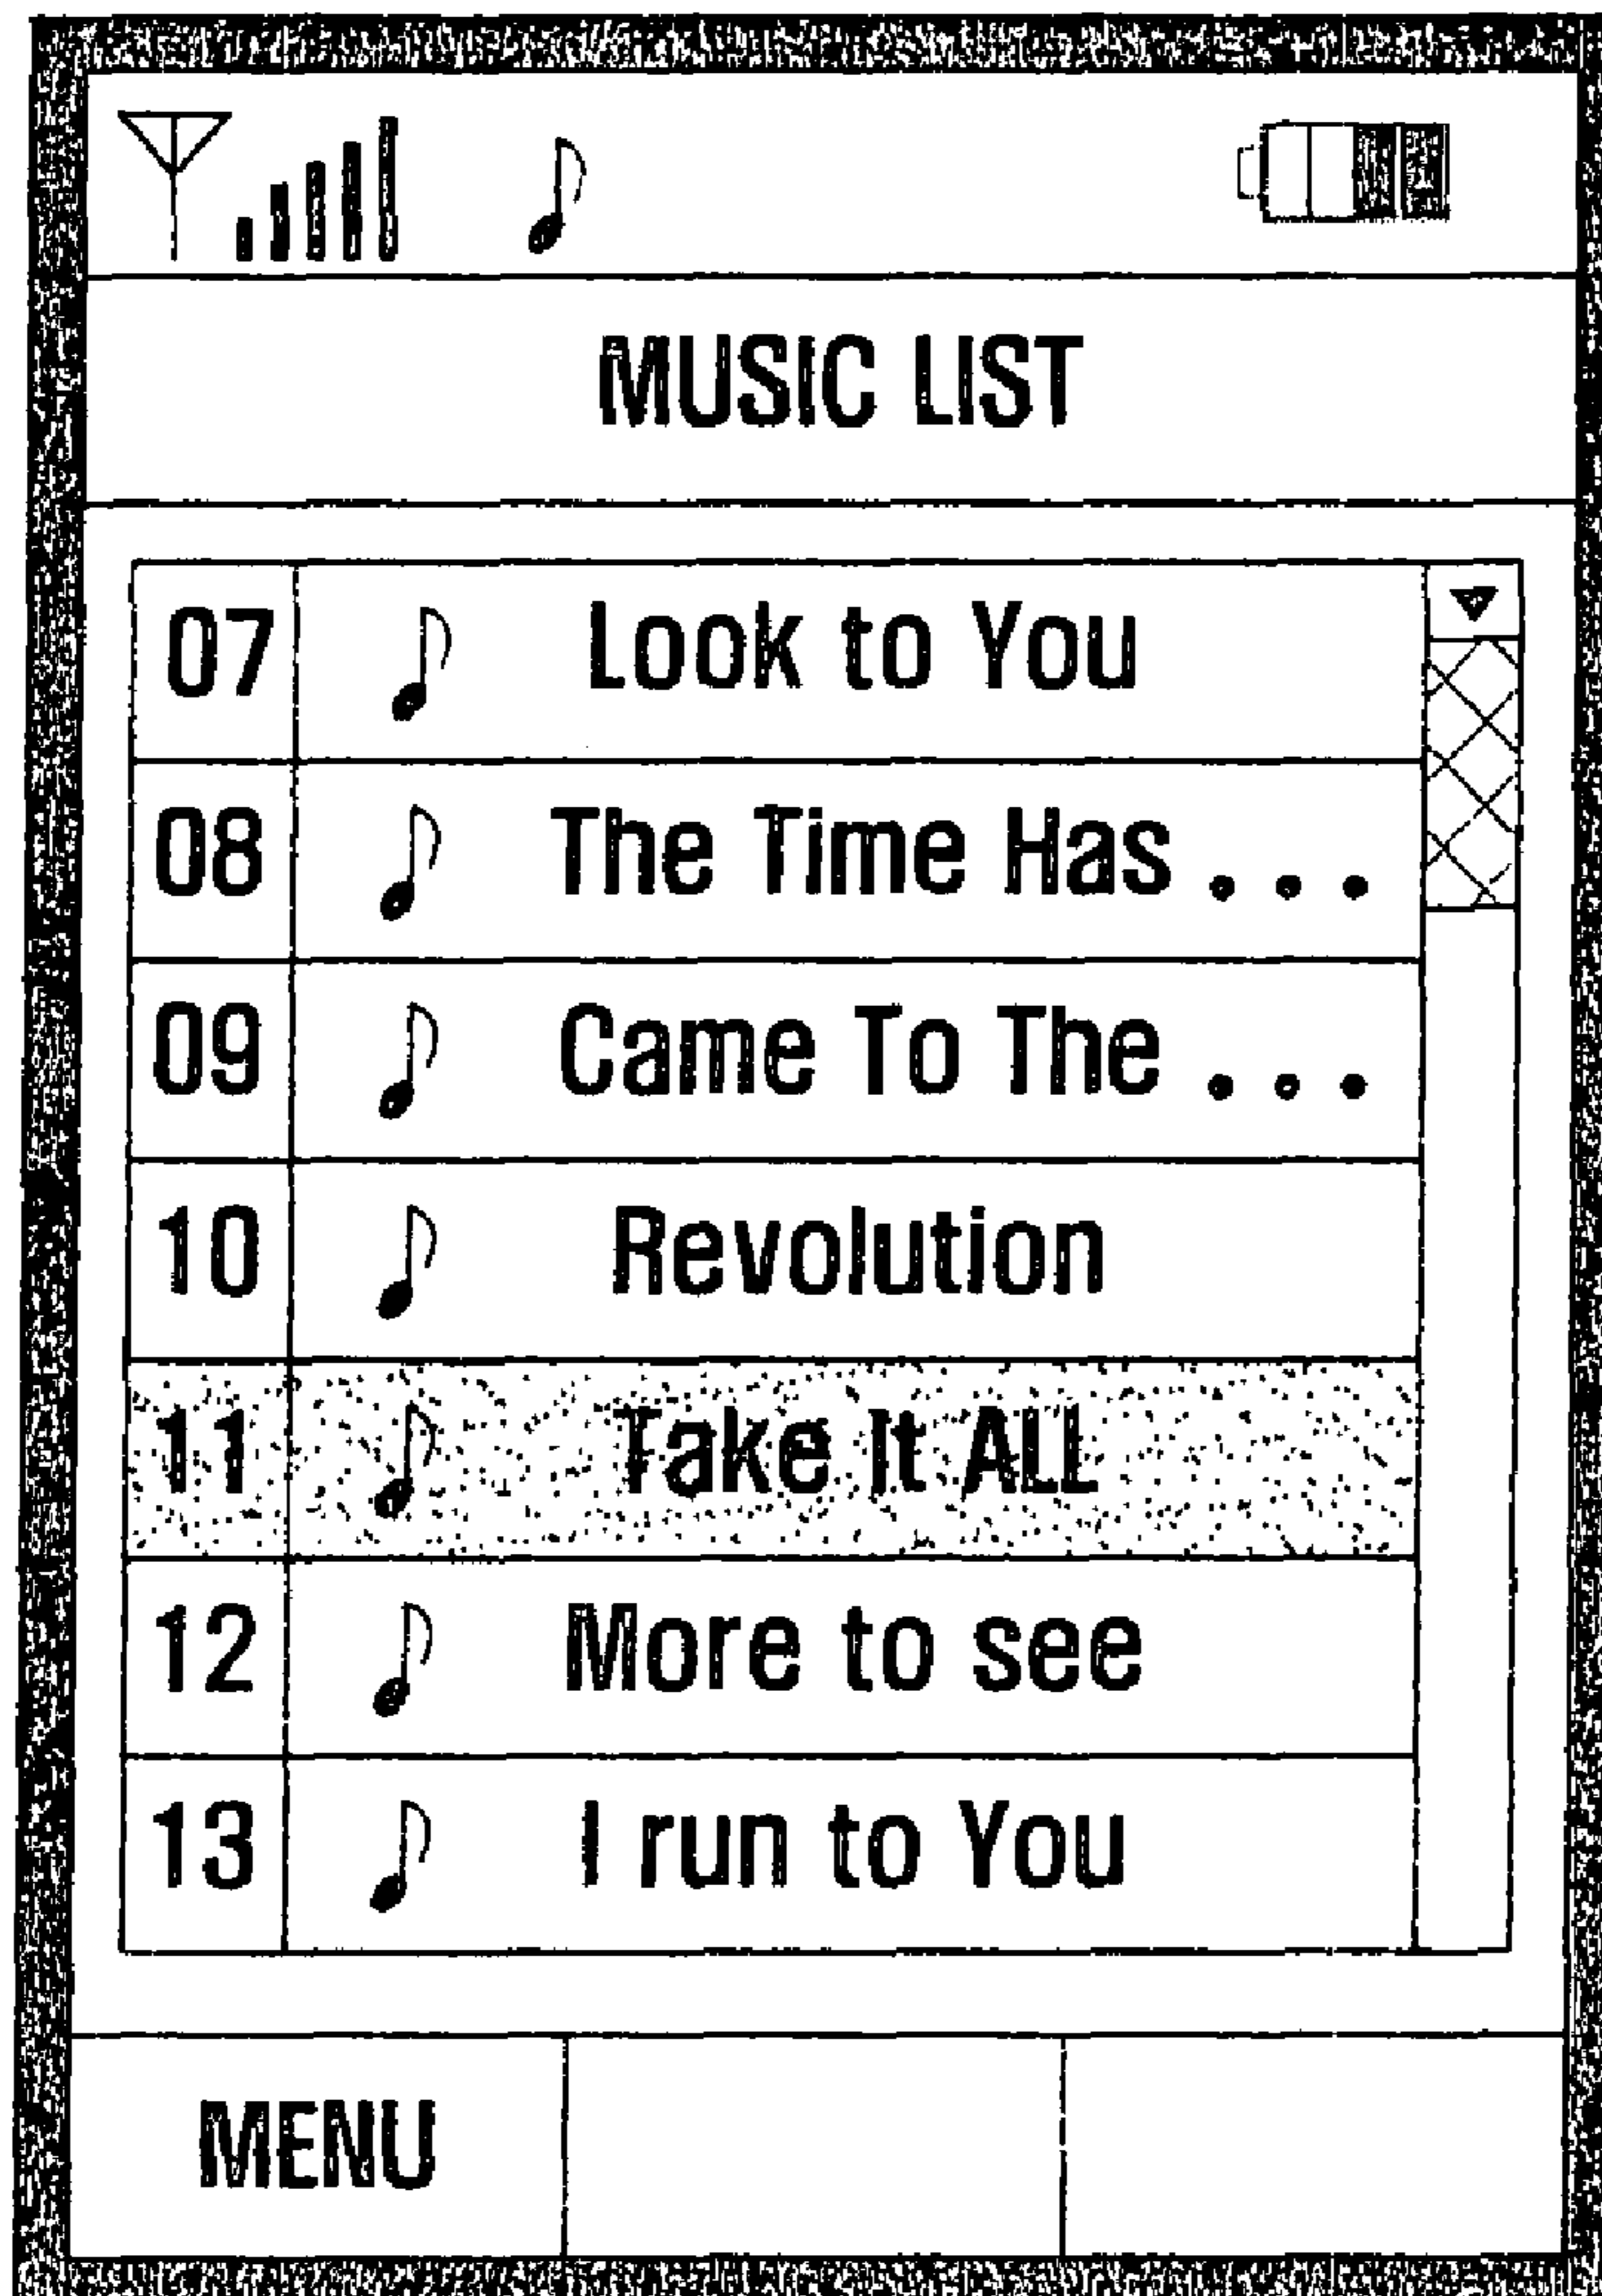 MUSIC LIST
07 Look to You
08 The Time Has . . .
09 Came To The . . .
10 Revolution
11 Take It ALL
12 More to see
13 I run to You
MENU